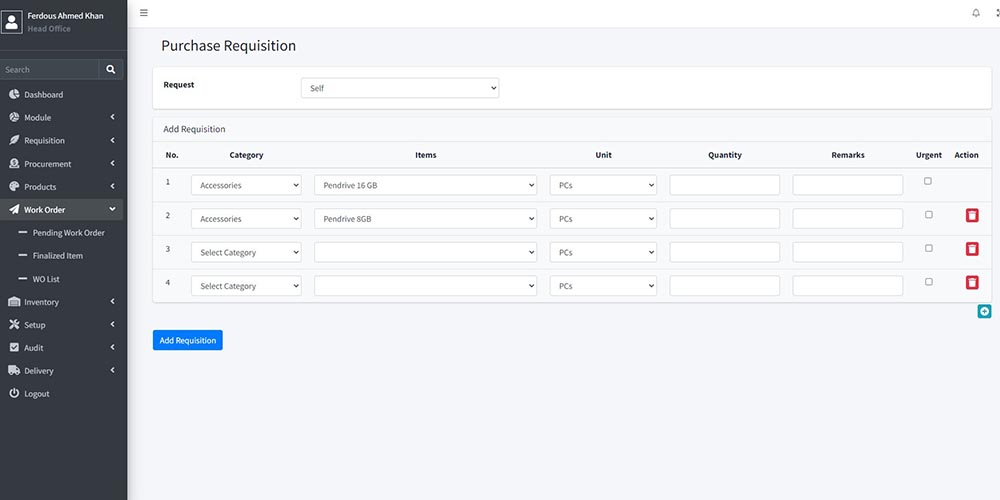 Ferdous Ahmed Khan
Head Office
Search
Dashboard
Module
Requisition
Procurement
Products
Work Order
Pending Work Order
Finalized Item
WO List
Inventory
Setup
Audit
Delivery
Logout
Purchase Requisition
Request Self
Add Requisition
No. Category Items Unit Quantity Remarks Urgent Action
1 Accessories Pendrive 16 GB PCs
2 Accessories Pendrive 8GB PCs
3 Select Category PCs
4 Select Category PCs
Add Requisition